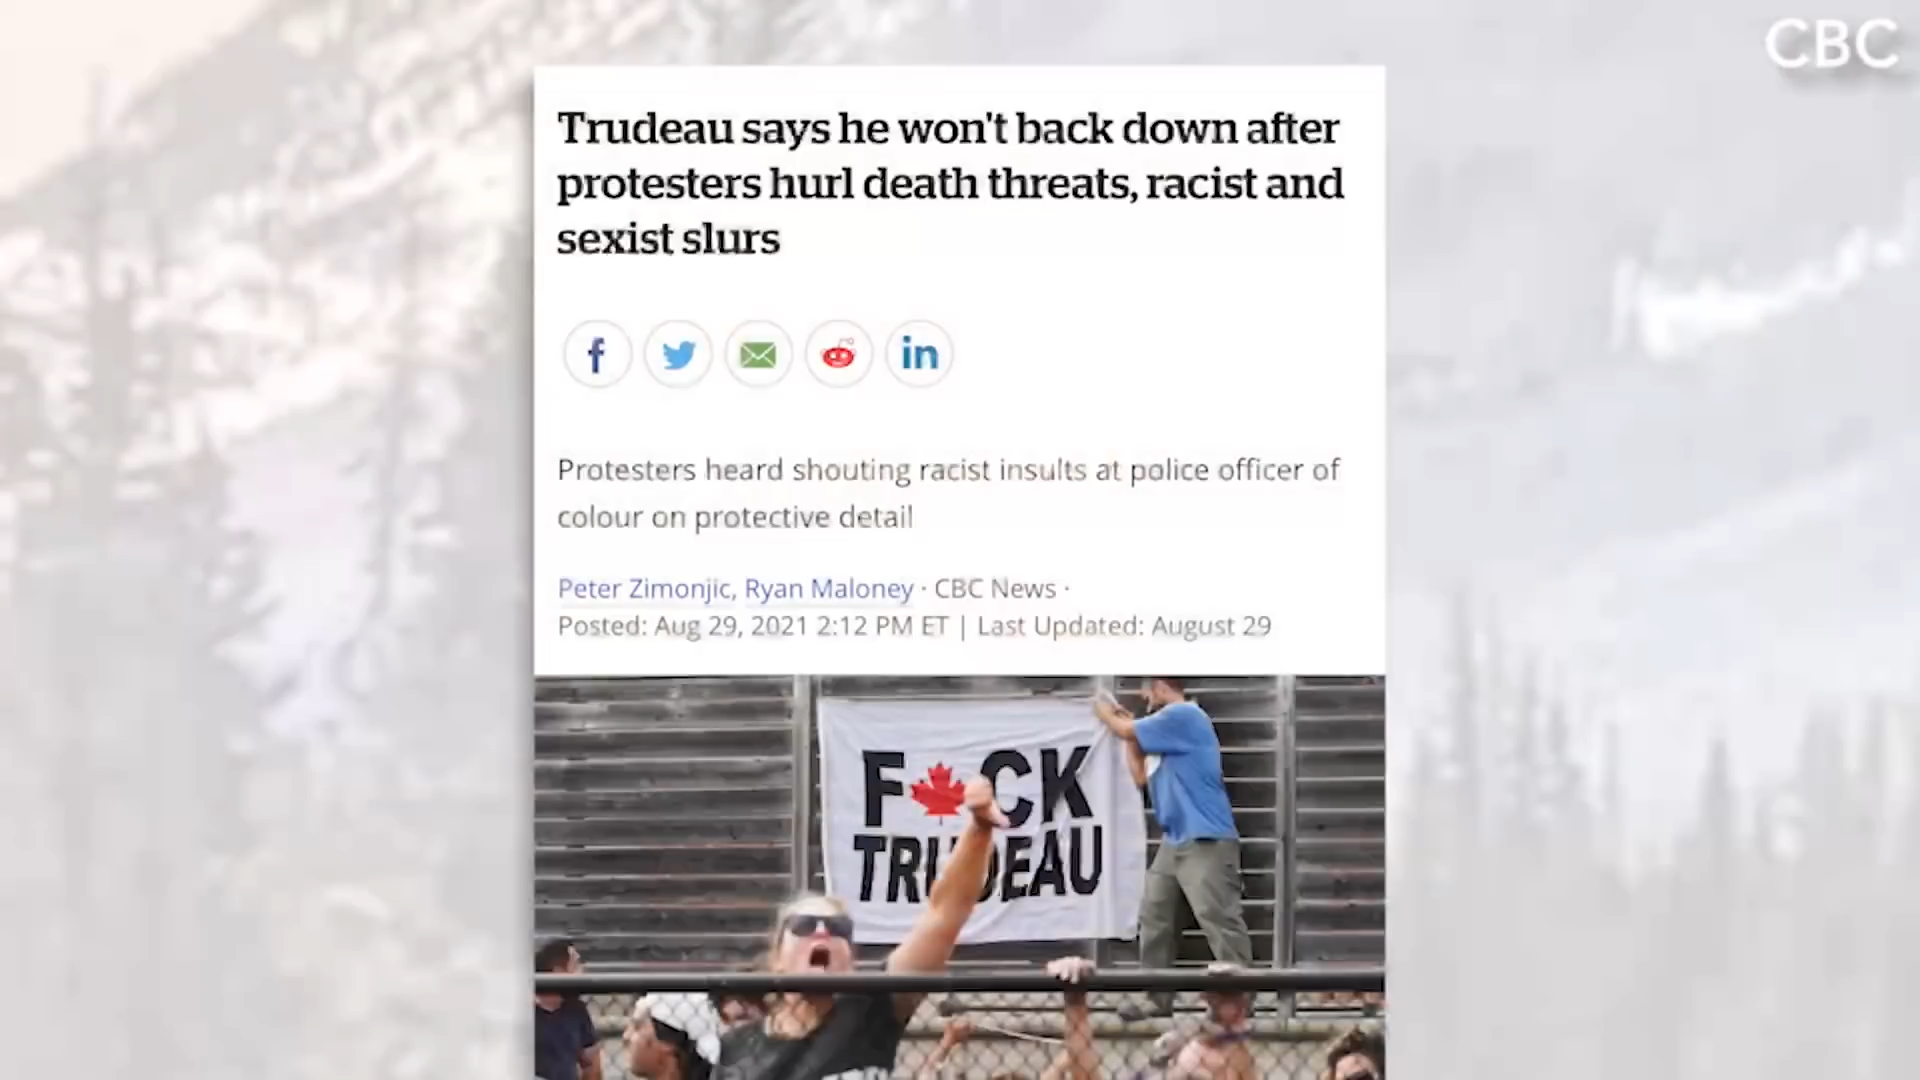 CBC
Trudeau says he won't back down after
protesters hurl death threats, racist and
sexist slurs
f
in
Protesters heard shouting racist insults at police officer of
colour on protective detail
Peter Zimonjic, Ryan Maloney · CBC News ·
Posted: Aug 29, 2021 2:12 PM ET | Last Updated: August 29
F CK
TRUDEAU